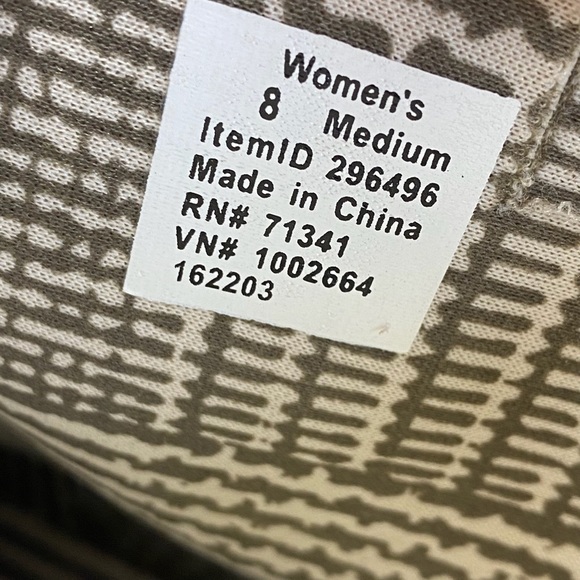 Women's
8 Medium
ItemID 296496
Made in China
RN# 71341
VN# 1002664
162203